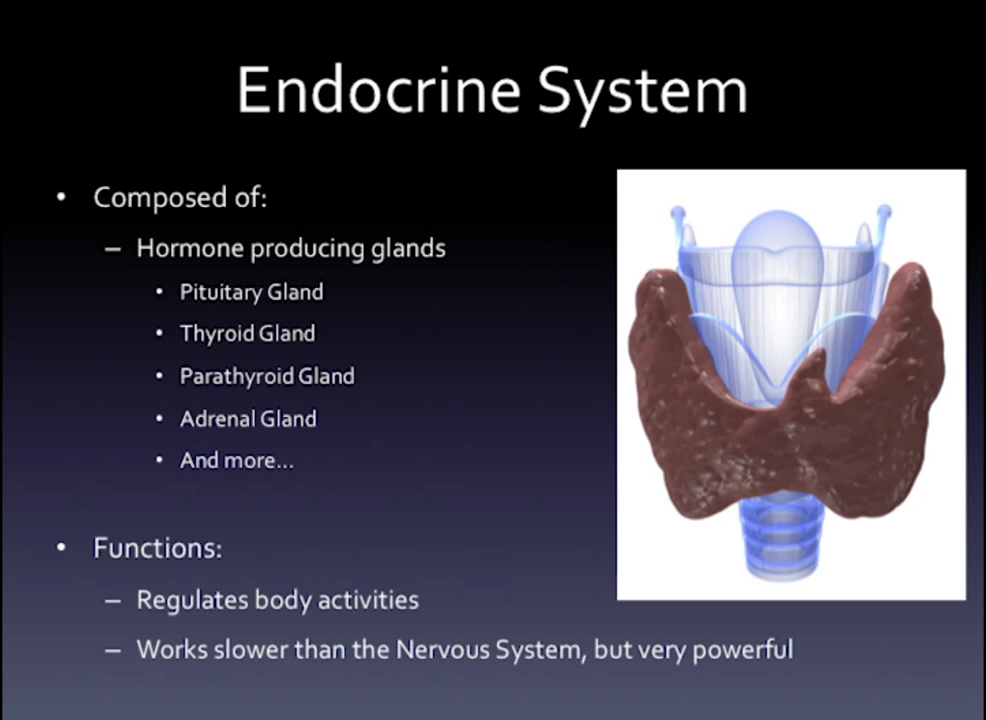 Endocrine System
• Composed of:
– Hormone producing glands
• Pituitary Gland
• Thyroid Gland
• Parathyroid Gland
• Adrenal Gland
• And more...
• Functions:
– Regulates body activities
– Works slower than the Nervous System, but very powerful